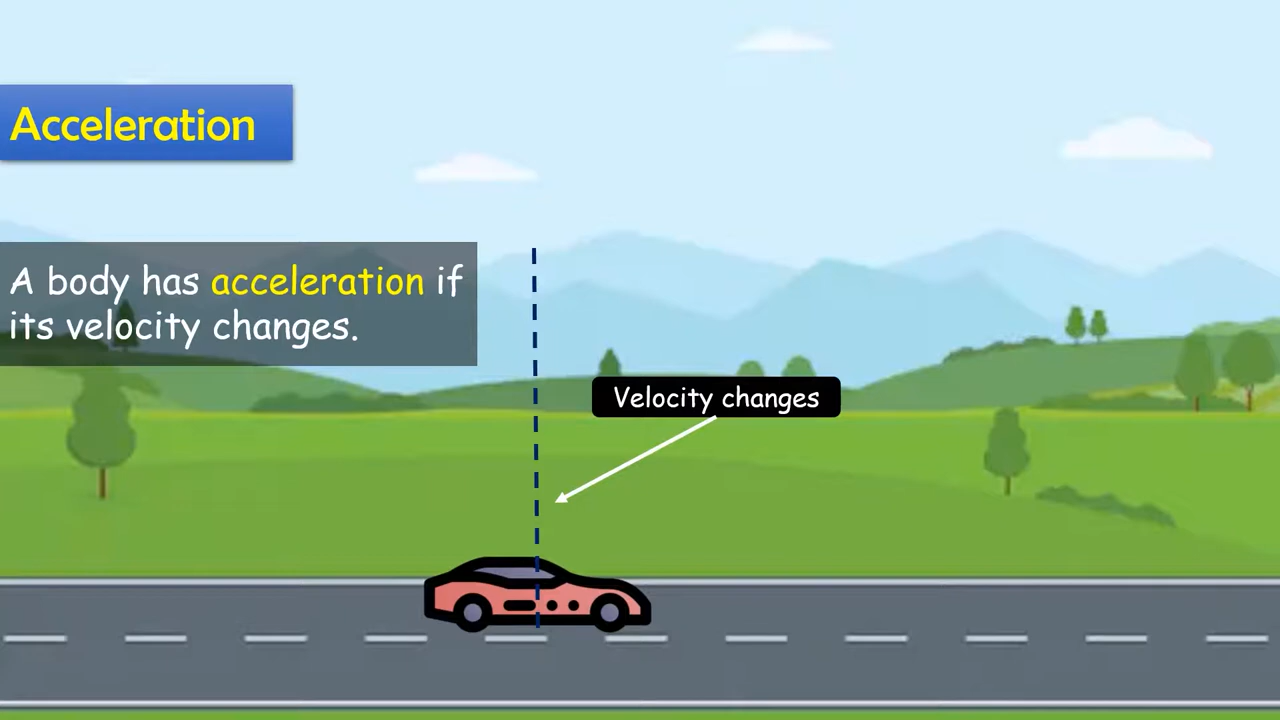 Acceleration
A body has acceleration if
its velocity changes.
Velocity changes